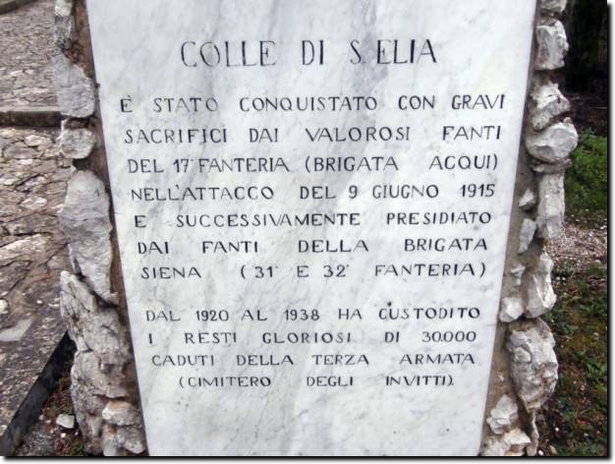 COLLE DI S. ELIA
È STATO CONQUISTATO CON GRAVI
SACRIFICI DAI VALOROSI FANTI
DEL 17° FANTERIA (BRIGATA ACQUI)
NELL'ATTACCO DEL 9 GIUGNO 1915
E SUCCESSIVAMENTE PRESIDIATO
DAI FANTI DELLA BRIGATA
SIENA (31° E 32° FANTERIA)
DAL 1920 AL 1938 HA CUSTODITO
I RESTI GLORIOSI DI 30.000
CADUTI DELLA TERZA ARMATA
(CIMITERO DEGLI INVITTI).